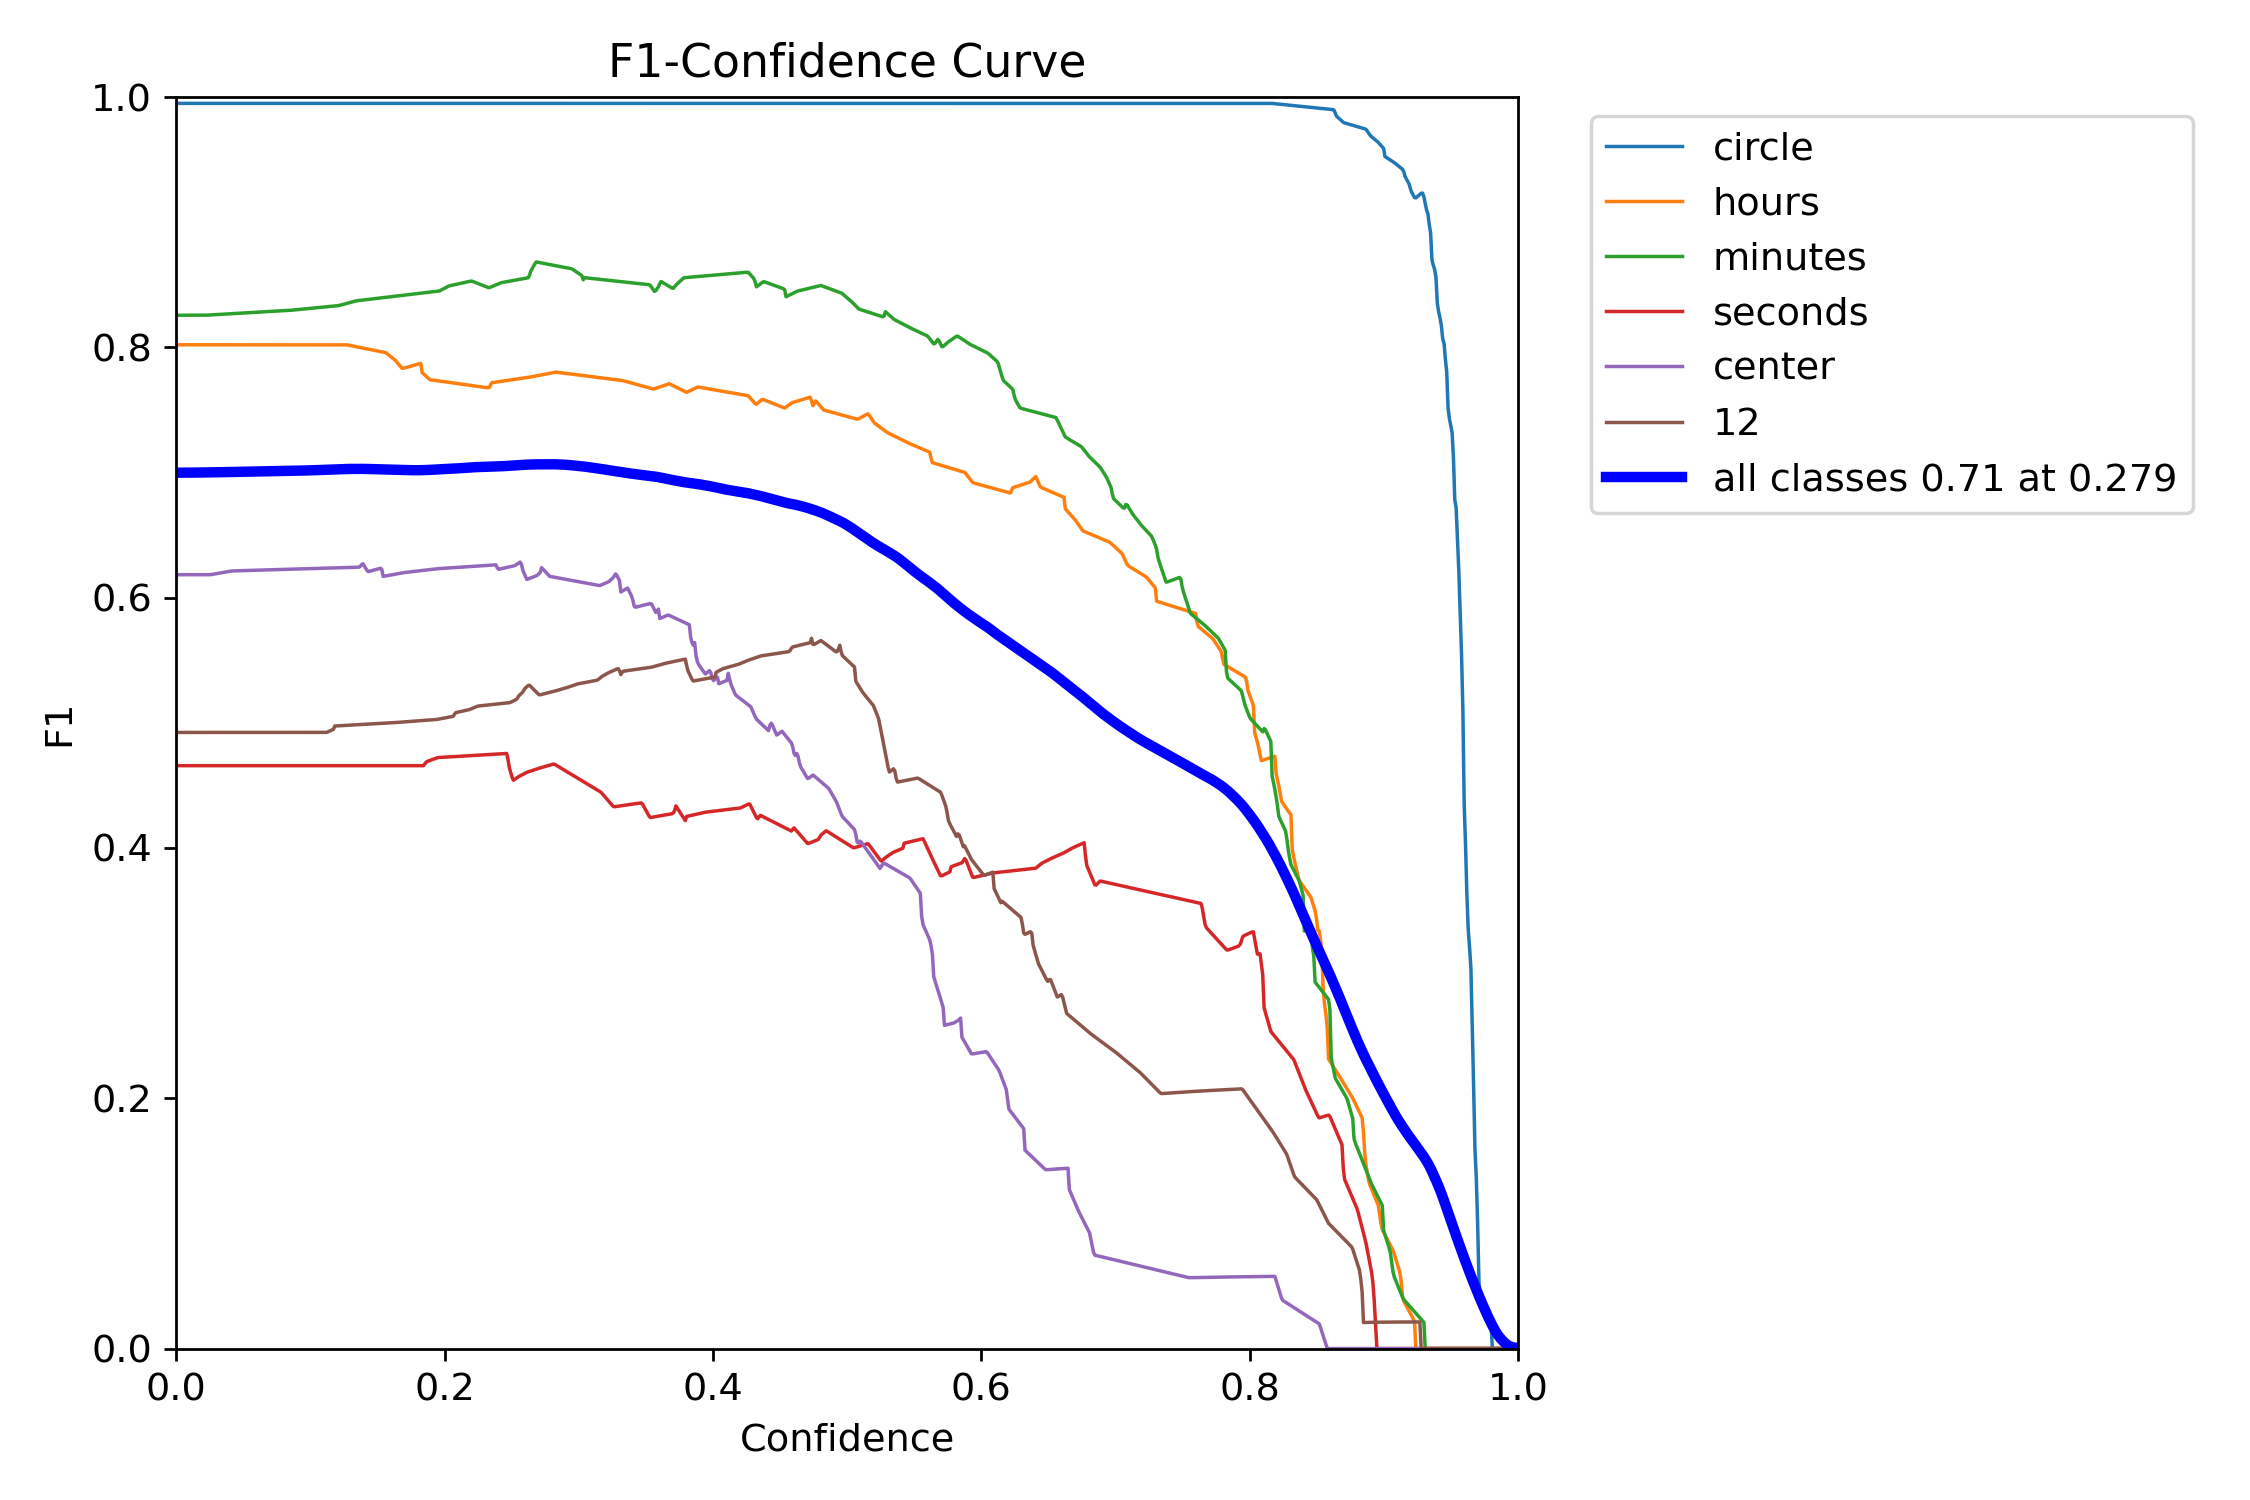 F1-Confidence Curve
1.0
0.8
0.6
0.4
0.2
0.0
F1
0.0 0.2 0.4 0.6 0.8 1.0
Confidence
circle
hours
minutes
seconds
center
12
all classes 0.71 at 0.279